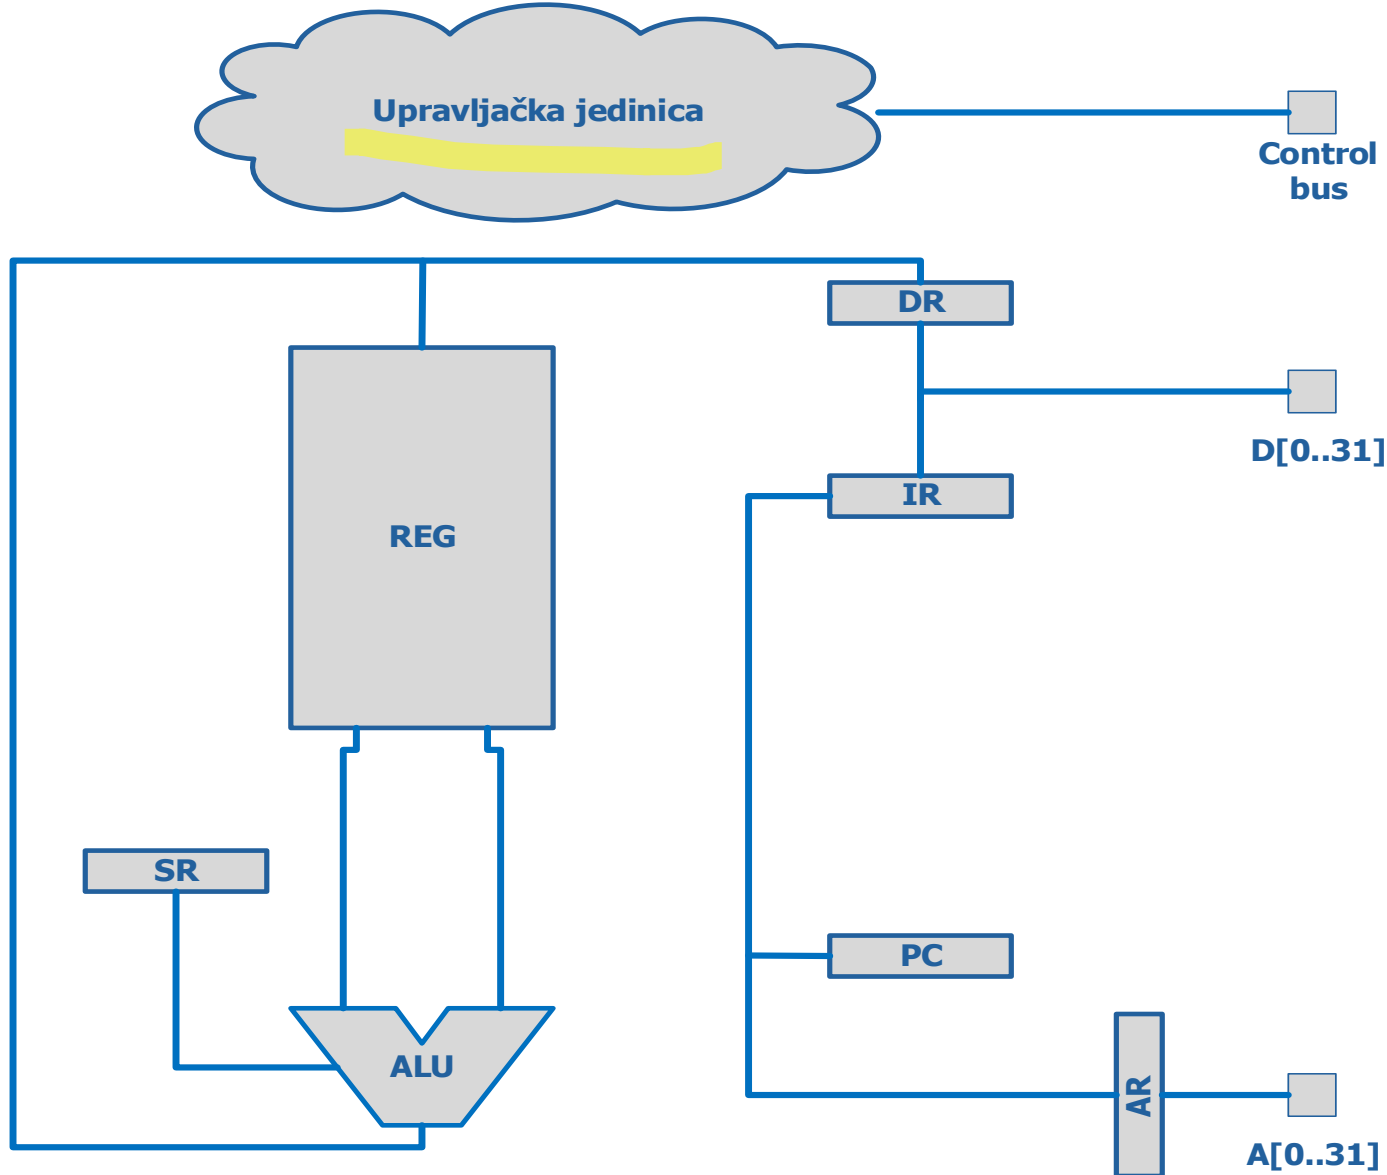 Upravljačka jedinica
Control
bus
DR
D[0..31]
IR
REG
SR
PC
ALU
AR
A[0..31]